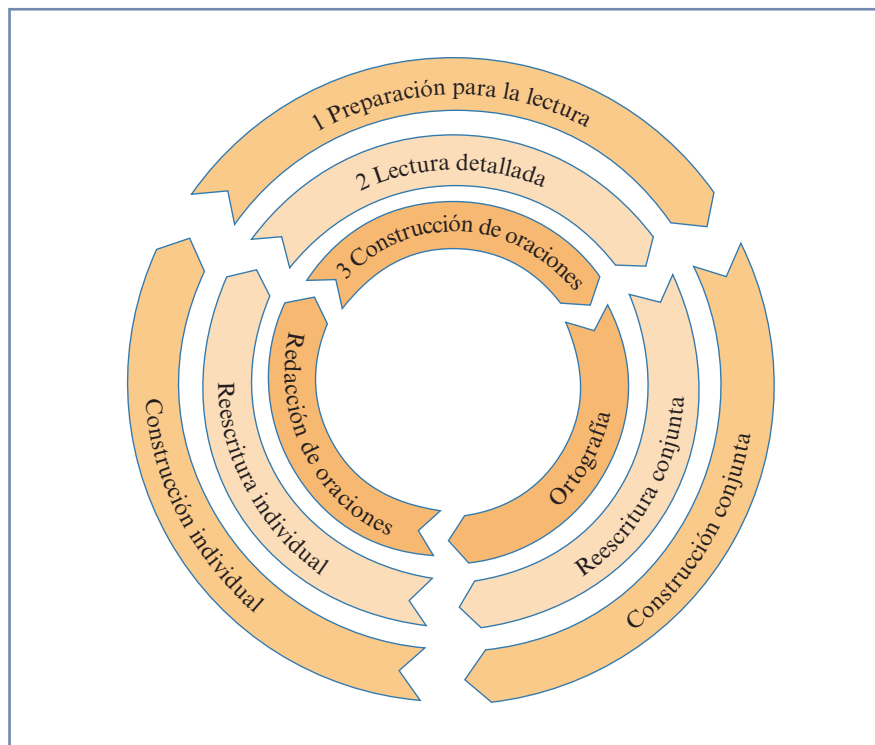 1 Preparación para la lectura
2 Lectura detallada
3 Construcción de oraciones
Construcción conjunta
Reescritura conjunta
Ortografía
Construcción individual
Reescritura individual
Redacción de oraciones